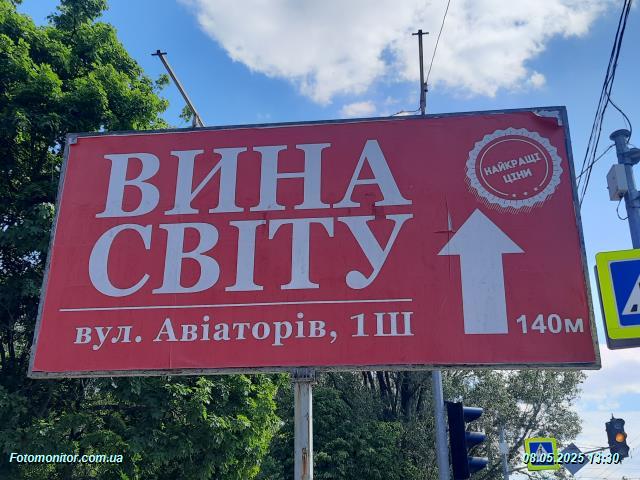 ВИНА
СВІТУ
вул. Авіаторів, 1Ш
НАЙКРАЩІ
ЦІНИ
140м
Fotomonitor.com.ua
08.05.2025 13:30